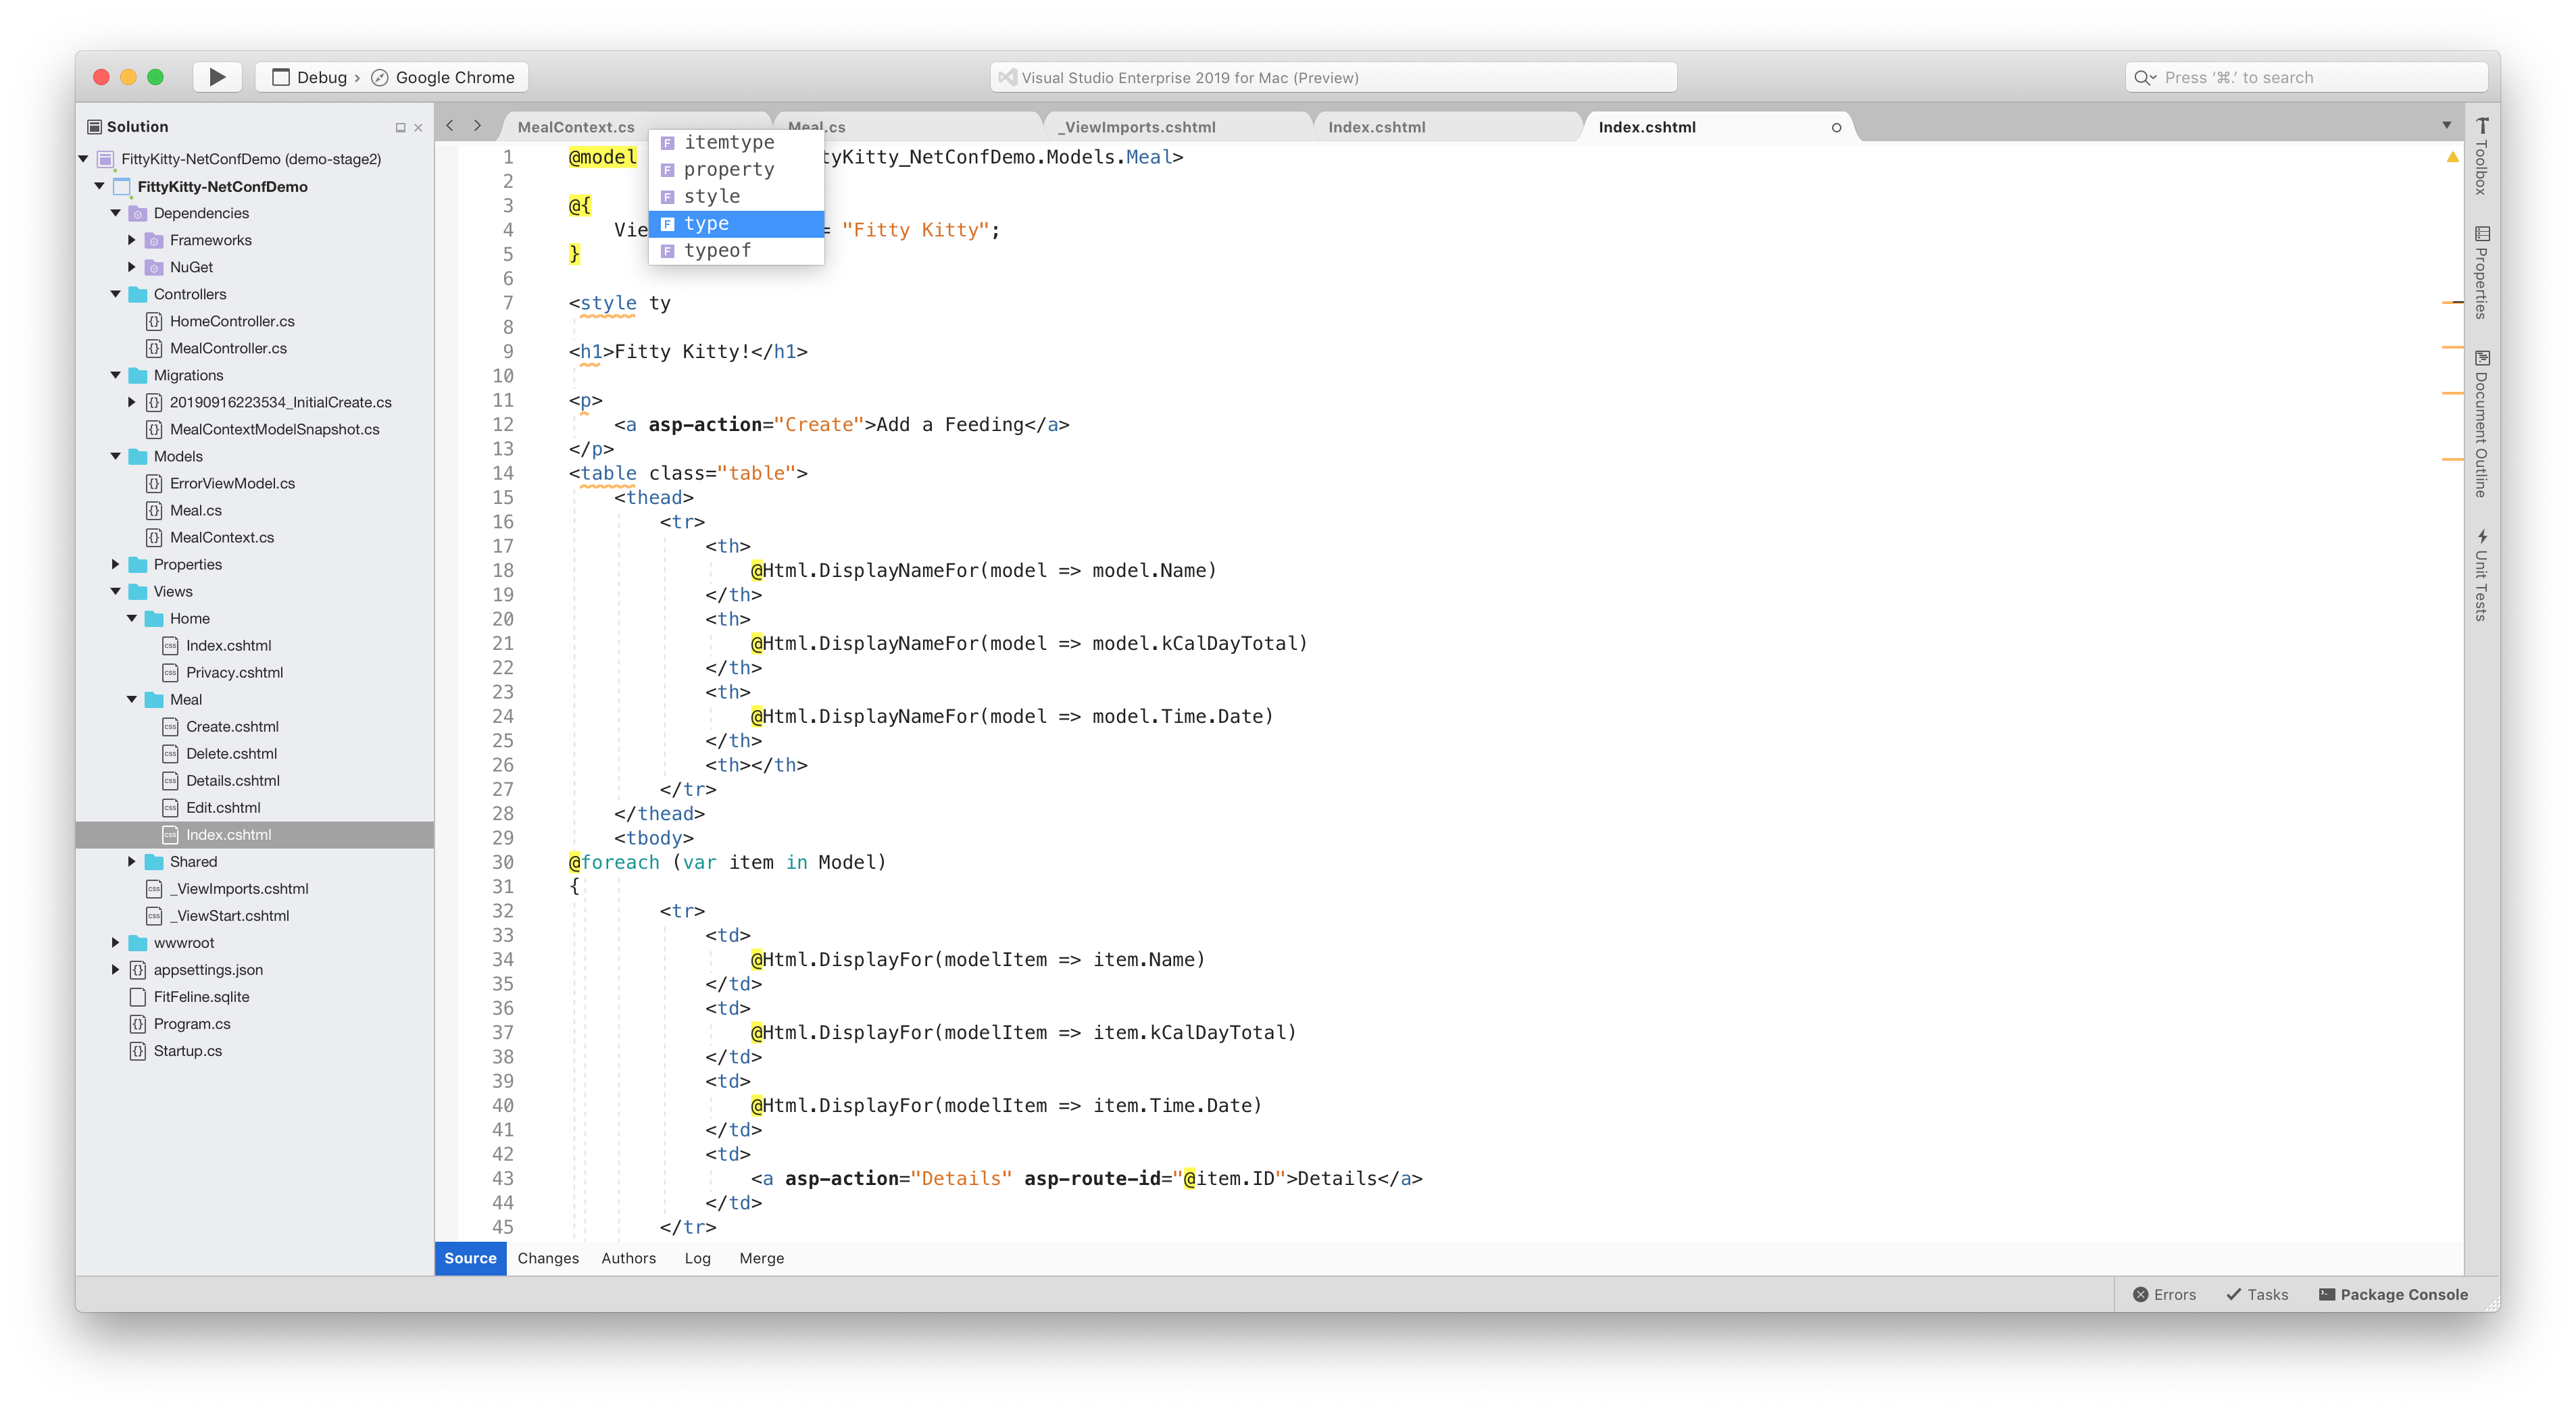 Debug › Google Chrome
Visual Studio Enterprise 2019 for Mac (Preview)
Press ‘⌘.’ to search
Solution
FittyKitty-NetConfDemo (demo-stage2)
FittyKitty-NetConfDemo
Dependencies
Frameworks
NuGet
Controllers
HomeController.cs
MealController.cs
Migrations
20190916223534_InitialCreate.cs
MealContextModelSnapshot.cs
Models
ErrorViewModel.cs
Meal.cs
MealContext.cs
Properties
Views
Home
Index.cshtml
Privacy.cshtml
Meal
Create.cshtml
Delete.cshtml
Details.cshtml
Edit.cshtml
Index.cshtml
Shared
_ViewImports.cshtml
_ViewStart.cshtml
wwwroot
appsettings.json
FitFeline.sqlite
Program.cs
Startup.cs
MealContext.cs Meal.cs _ViewImports.cshtml Index.cshtml Index.cshtml
itemtype
property
style
type
typeof
1 @model tyKitty_NetConfDemo.Models.Meal>
2
3 @{
4 Vie = "Fitty Kitty";
5 }
6
7 <style ty
8
9 <h1>Fitty Kitty!</h1>
10
11 <p>
12 <a asp-action="Create">Add a Feeding</a>
13 </p>
14 <table class="table">
15 <thead>
16 <tr>
17 <th>
18 @Html.DisplayNameFor(model => model.Name)
19 </th>
20 <th>
21 @Html.DisplayNameFor(model => model.kCalDayTotal)
22 </th>
23 <th>
24 @Html.DisplayNameFor(model => model.Time.Date)
25 </th>
26 <th></th>
27 </tr>
28 </thead>
29 <tbody>
30 @foreach (var item in Model)
31 {
32 <tr>
33 <td>
34 @Html.DisplayFor(modelItem => item.Name)
35 </td>
36 <td>
37 @Html.DisplayFor(modelItem => item.kCalDayTotal)
38 </td>
39 <td>
40 @Html.DisplayFor(modelItem => item.Time.Date)
41 </td>
42 <td>
43 <a asp-action="Details" asp-route-id="@item.ID">Details</a>
44 </td>
45 </tr>
Source Changes Authors Log Merge
Toolbox
Properties
Document Outline
Unit Tests
Errors Tasks Package Console